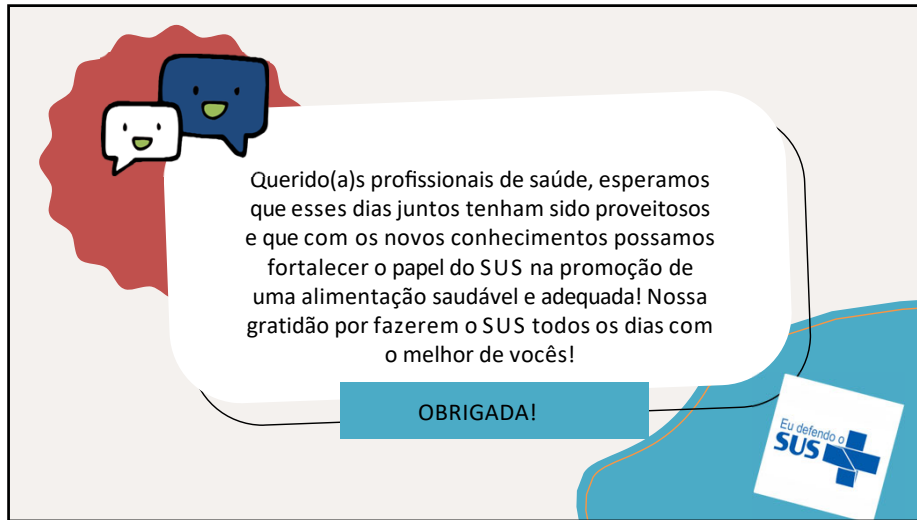 Querido(a)s profissionais de saúde, esperamos
que esses dias juntos tenham sido proveitosos
e que com os novos conhecimentos possamos
fortalecer o papel do SUS na promoção de
uma alimentação saudável e adequada! Nossa
gratidão por fazerem o SUS todos os dias com
o melhor de vocês!
OBRIGADA!
Eu defendo o
SUS